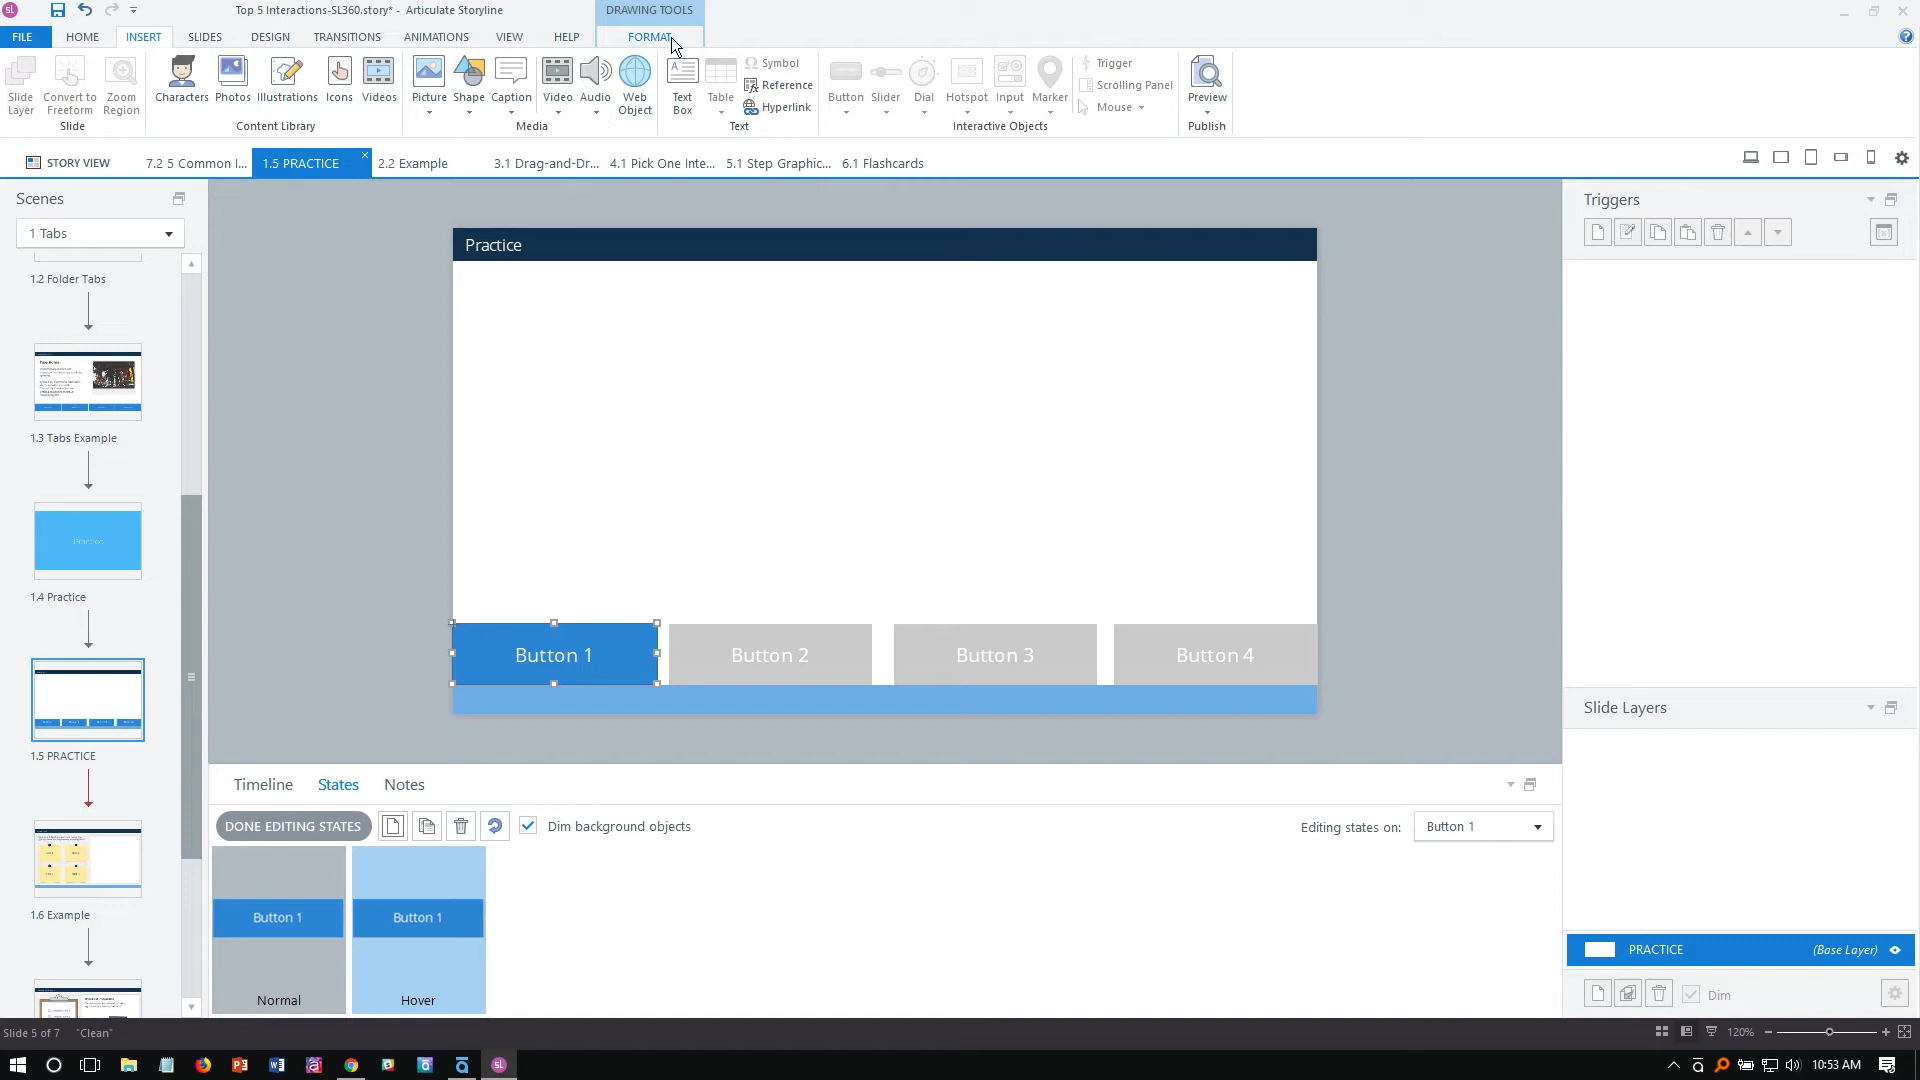 Top 5 Interactions-SL360.story* - Articulate Storyline
DRAWING TOOLS
FILE HOME INSERT SLIDES DESIGN TRANSITIONS ANIMATIONS VIEW HELP FORMAT
Slide Layer
Convert to Freeform
Zoom Region
Slide
Characters
Photos
Illustrations
Icons
Videos
Content Library
Picture
Shape
Caption
Video
Audio
Web Object
Media
Text Box
Table
Symbol
Reference
Hyperlink
Text
Button
Slider
Dial
Hotspot
Input
Marker
Trigger
Scrolling Panel
Mouse
Interactive Objects
Preview
Publish
STORY VIEW
7.2 5 Common I...
1.5 PRACTICE
2.2 Example
3.1 Drag-and-Dr...
4.1 Pick One Inte...
5.1 Step Graphic...
6.1 Flashcards
Scenes
1 Tabs
1.2 Folder Tabs
1.3 Tabs Example
Practice
1.4 Practice
1.5 PRACTICE
1.6 Example
Practice
Button 1
Button 2
Button 3
Button 4
Triggers
Slide Layers
PRACTICE
(Base Layer)
Dim
Timeline
States
Notes
DONE EDITING STATES
Dim background objects
Editing states on:
Button 1
Button 1
Normal
Button 1
Hover
Slide 5 of 7
"Clean"
120%
10:53 AM